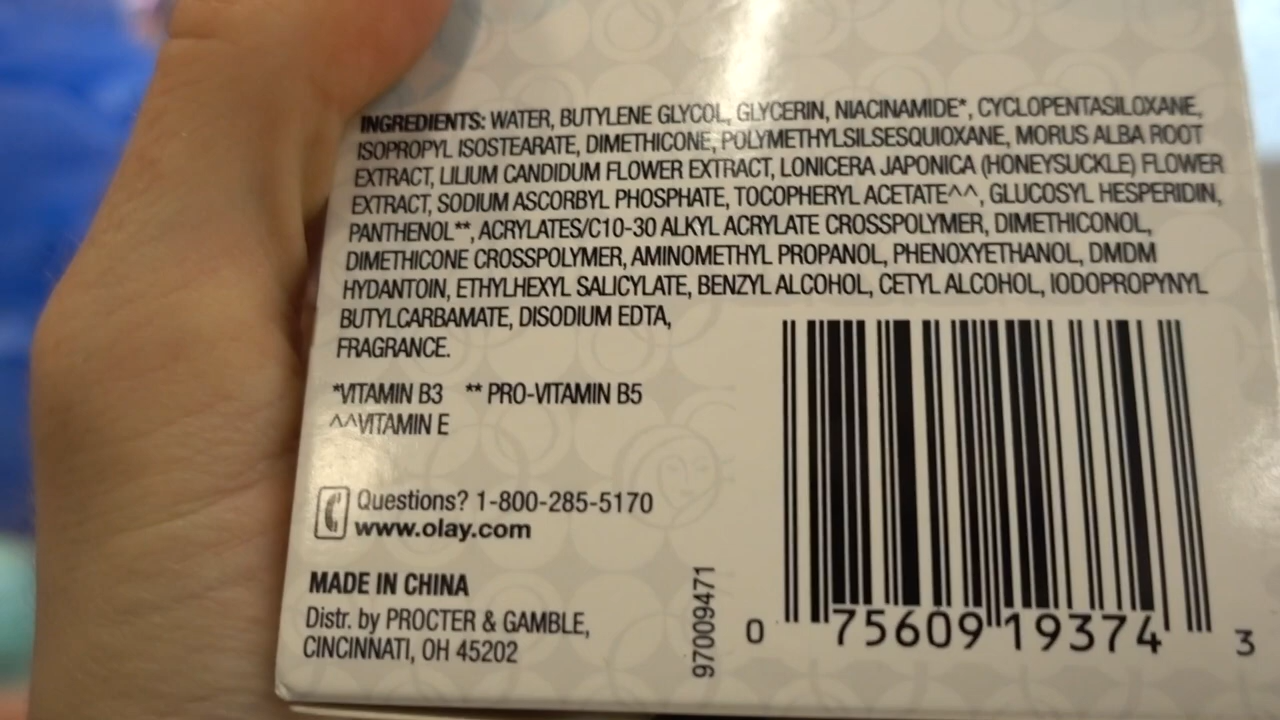 INGREDIENTS: WATER, BUTYLENE GLYCOL, GLYCERIN, NIACINAMIDE*, CYCLOPENTASILOXANE,
ISOPROPYL ISOSTEARATE, DIMETHICONE, POLYMETHYLSILSESQUIOXANE, MORUS ALBA ROOT
EXTRACT, LILIUM CANDIDUM FLOWER EXTRACT, LONICERA JAPONICA (HONEYSUCKLE) FLOWER
EXTRACT, SODIUM ASCORBYL PHOSPHATE, TOCOPHERYL ACETATE^^, GLUCOSYL HESPERIDIN,
PANTHENOL**, ACRYLATES/C10-30 ALKYL ACRYLATE CROSSPOLYMER, DIMETHICONOL,
DIMETHICONE CROSSPOLYMER, AMINOMETHYL PROPANOL, PHENOXYETHANOL, DMDM
HYDANTOIN, ETHYLHEXYL SALICYLATE, BENZYL ALCOHOL, CETYL ALCOHOL, IODOPROPYNYL
BUTYLCARBAMATE, DISODIUM EDTA,
FRAGRANCE.
*VITAMIN B3 ** PRO-VITAMIN B5
^^VITAMIN E
Questions? 1-800-285-5170
www.olay.com
MADE IN CHINA
Distr. by PROCTER & GAMBLE,
CINCINNATI, OH 45202
97009471
0 75609 19374 3